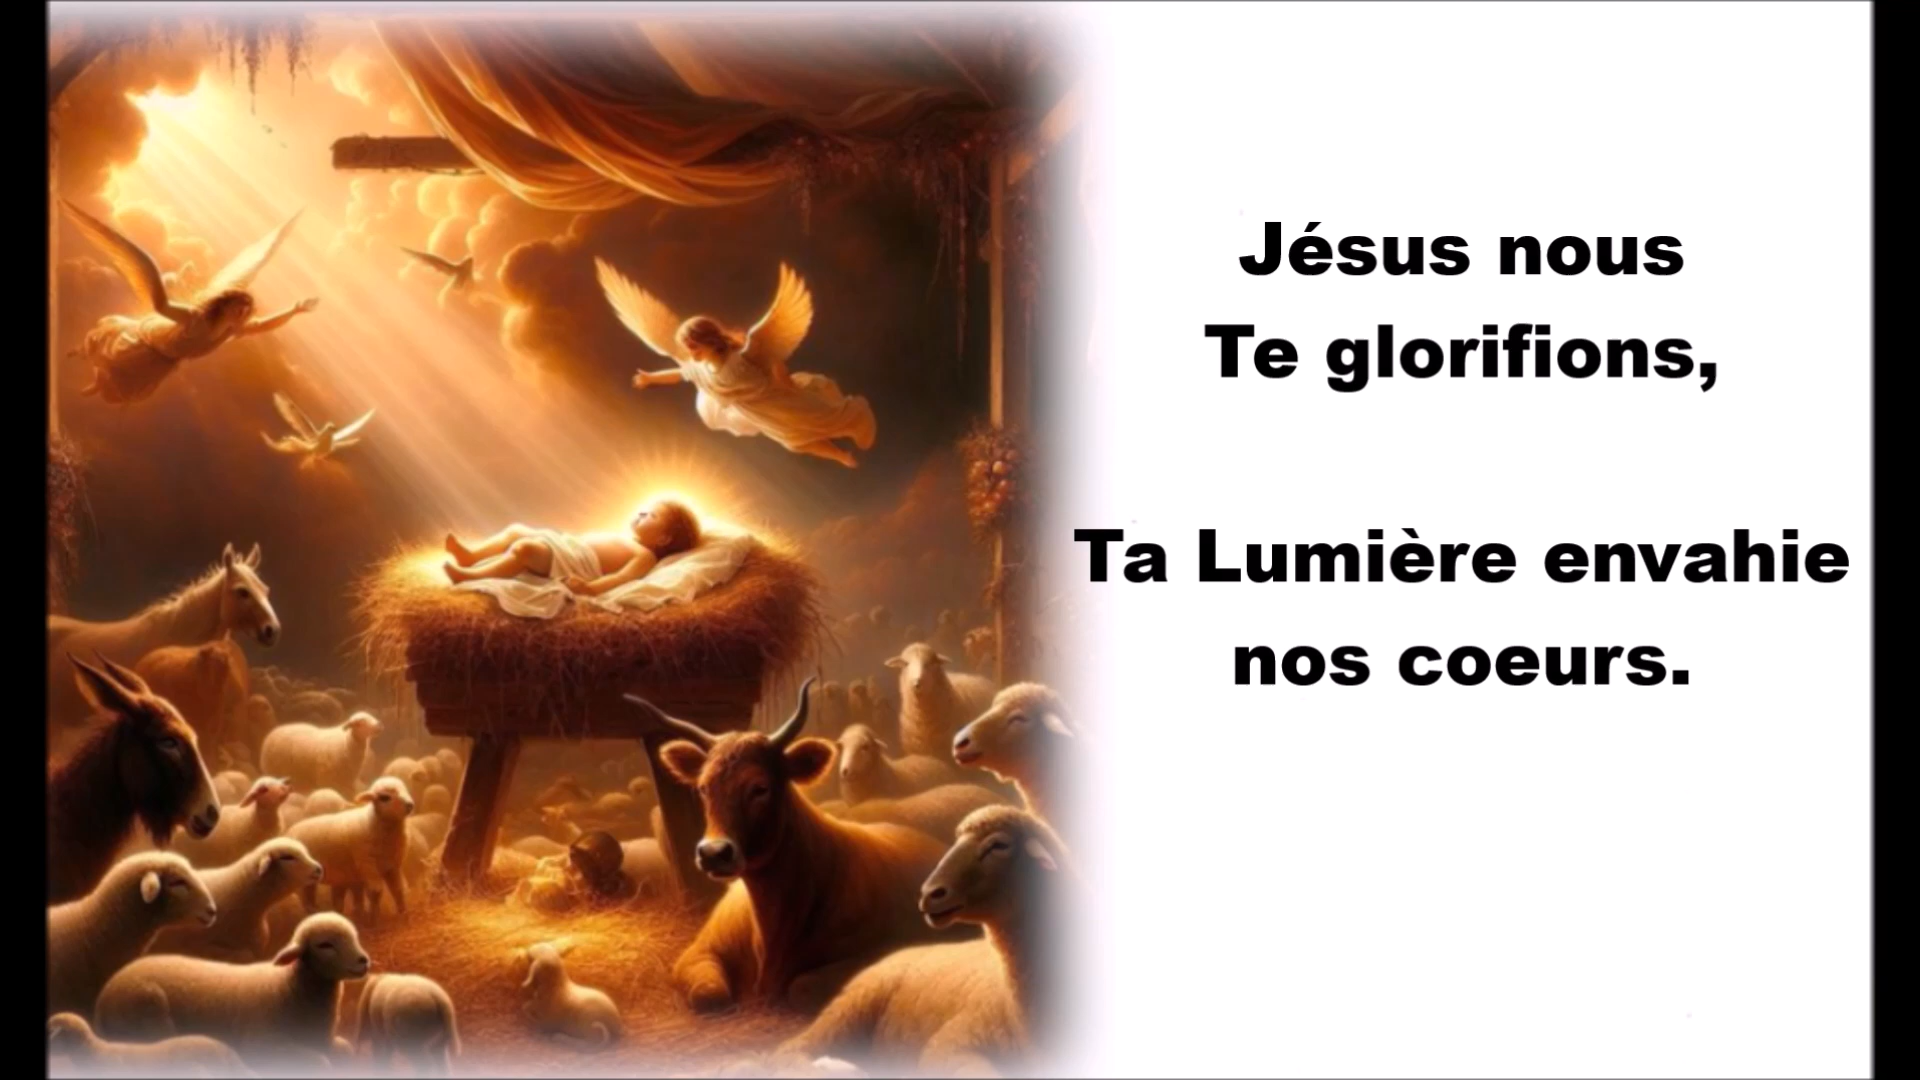 Jésus nous
Te glorifions,
Ta Lumière envahie
nos coeurs.